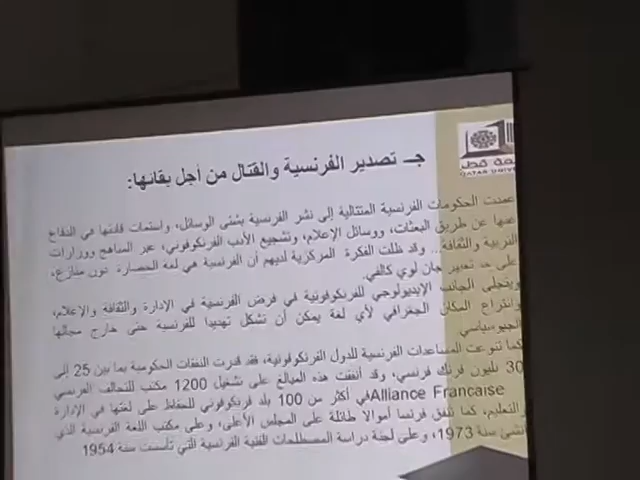 جـ تصدير الفرنسية والقتال من أجل بقائها:
جامعة قطر
QATAR UNIVE
عمدت الحكومات الفرنسية المتتالية إلى نشر الفرنسية بشتى الوسائل، واستمات قادتها في الدفاع
عنها عن طريق البعثات، ووسائل الإعلام، وتشجيع الأدب الفرنكوفوني، عبر المناهج ووزارات
التربية والثقافة.. وقد ظلت الفكرة المركزية لديهم أن الفرنسية هي لغة الحضارة دون منازع،
على حد تعبير جان لوي كالفي.
ويتجلى الجانب الإيديولوجي للفرنكوفونية في فرض الفرنسية في الإدارة والثقافة والإعلام،
وانتزاع المكان الجغرافي لأي لغة يمكن أن تشكل تهديدا للفرنسية حتى خارج مجالها
الجيوسياسي
كما تنوعت المساعدات الفرنسية للدول الفرنكوفونية، فقد قدرت النفقات الحكومية بما بين 25 إلى
30 بليون فرنك فرنسي، وقد أنفقت هذه المبالغ على تشغيل 1200 مكتب للتحالف الفرنسي
Alliance Francaise في أكثر من 100 بلد فرنكوفوني للحفاظ على لغتها في الإدارة
والتعليم، كما تنفق فرنسا أموالا طائلة على المجلس الأعلى، وعلى مكتب اللغة الفرنسية الذي
أنشئ سنة 1973، وعلى لجنة دراسة المصطلحات الفنية الفرنسية التي تأسست سنة 1954